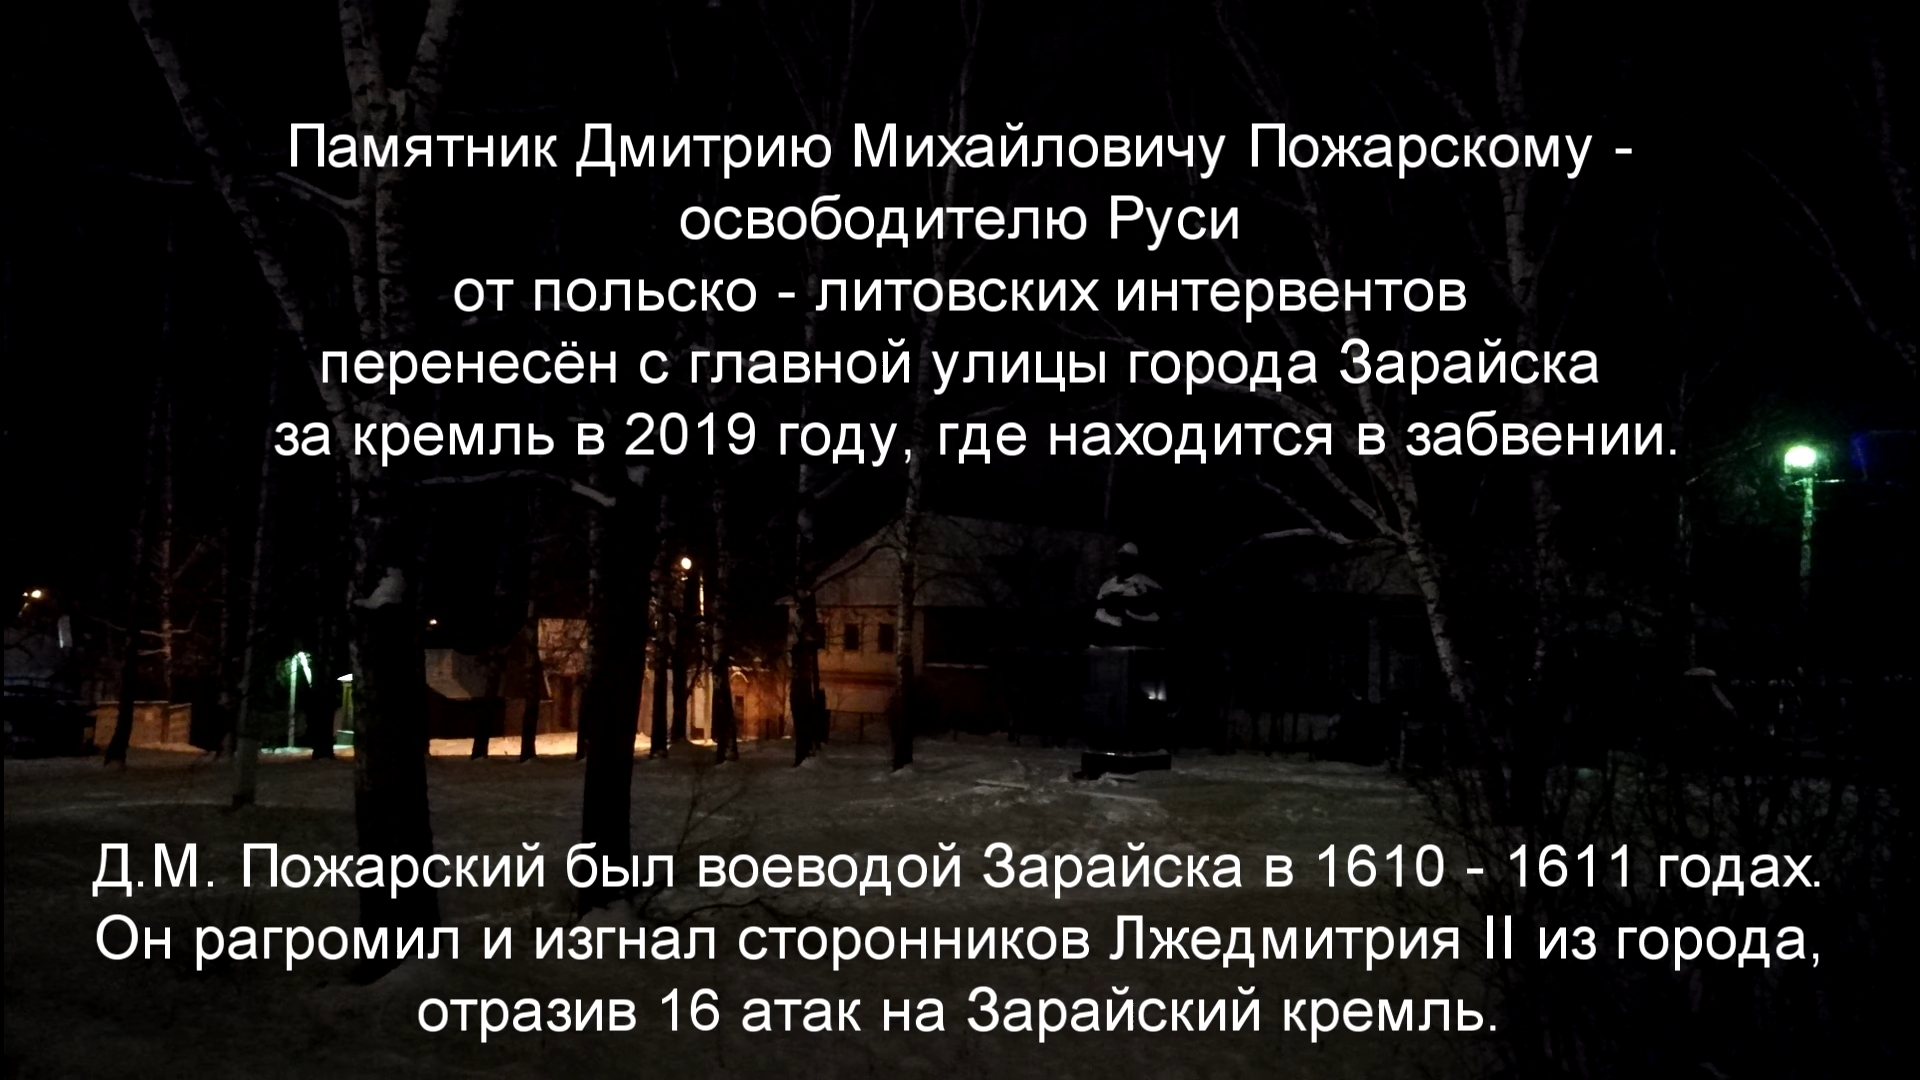 Памятник Дмитрию Михайловичу Пожарскому -
освободителю Руси
от польско - литовских интервентов
перенесён с главной улицы города Зарайска
за кремль в 2019 году, где находится в забвении.
Д.М. Пожарский был воеводой Зарайска в 1610 - 1611 годах.
Он рагромил и изгнал сторонников Лжедмитрия II из города,
отразив 16 атак на Зарайский кремль.